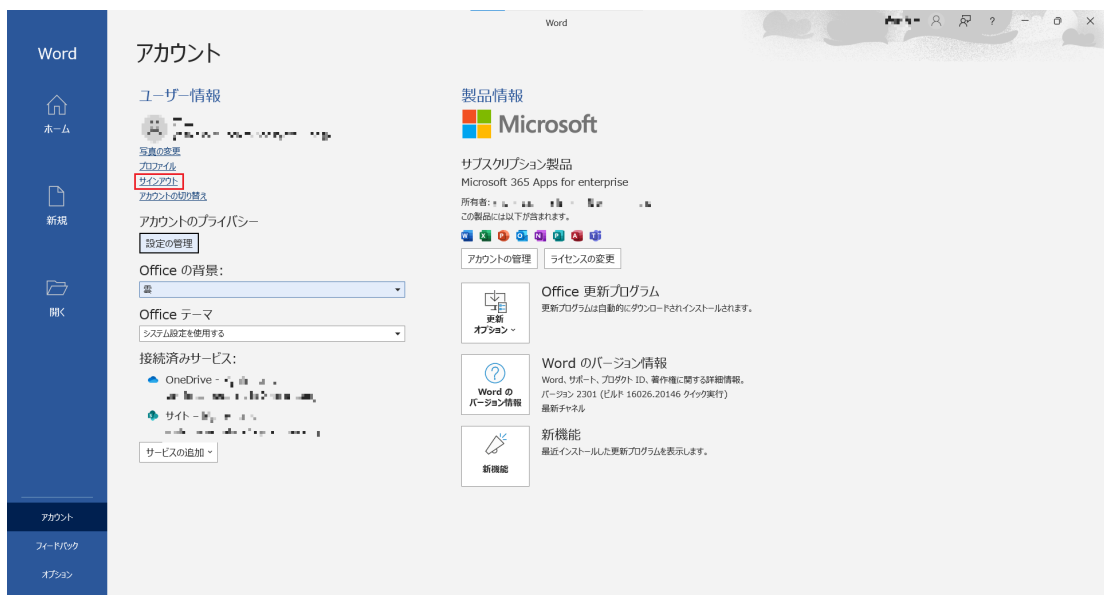 Word
?
Word
ホーム
新規
開く
アカウント
フィードバック
オプション
アカウント
ユーザー情報
写真の変更
プロファイル
サインアウト
アカウントの切り替え
アカウントのプライバシー
設定の管理
Office の背景:
雲
Office テーマ
システム設定を使用する
接続済みサービス:
OneDrive -
サイト –
サービスの追加
製品情報
Microsoft
サブスクリプション製品
Microsoft 365 Apps for enterprise
所有者:
この製品には以下が含まれます。
アカウントの管理
ライセンスの変更
更新
オプション
Office 更新プログラム
更新プログラムは自動的にダウンロードされインストールされます。
Word の
バージョン情報
Word のバージョン情報
Word、サポート、プロダクト ID、著作権に関する詳細情報。
バージョン 2301 (ビルド 16026.20146 クイック実行)
最新チャネル
新機能
新機能
最近インストールした更新プログラムを表示します。